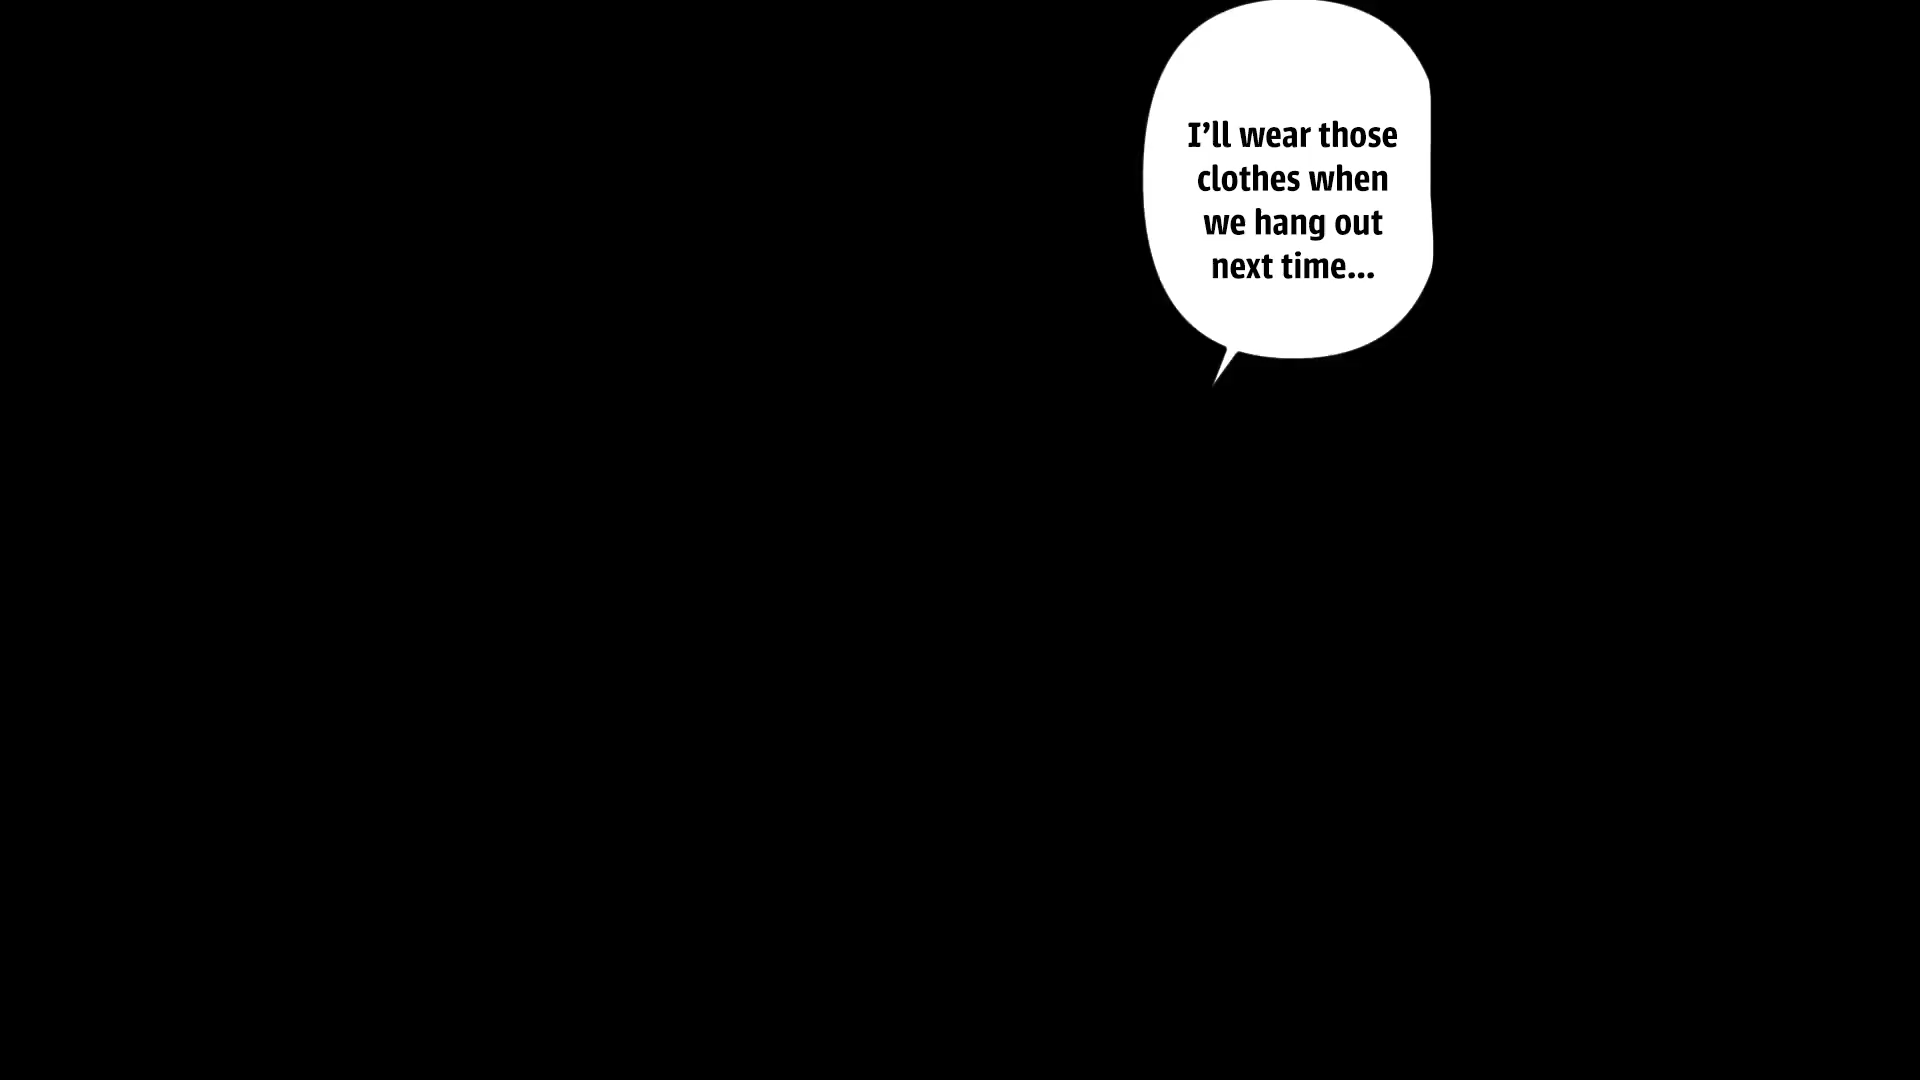 I’ll wear those
clothes when
we hang out
next time...